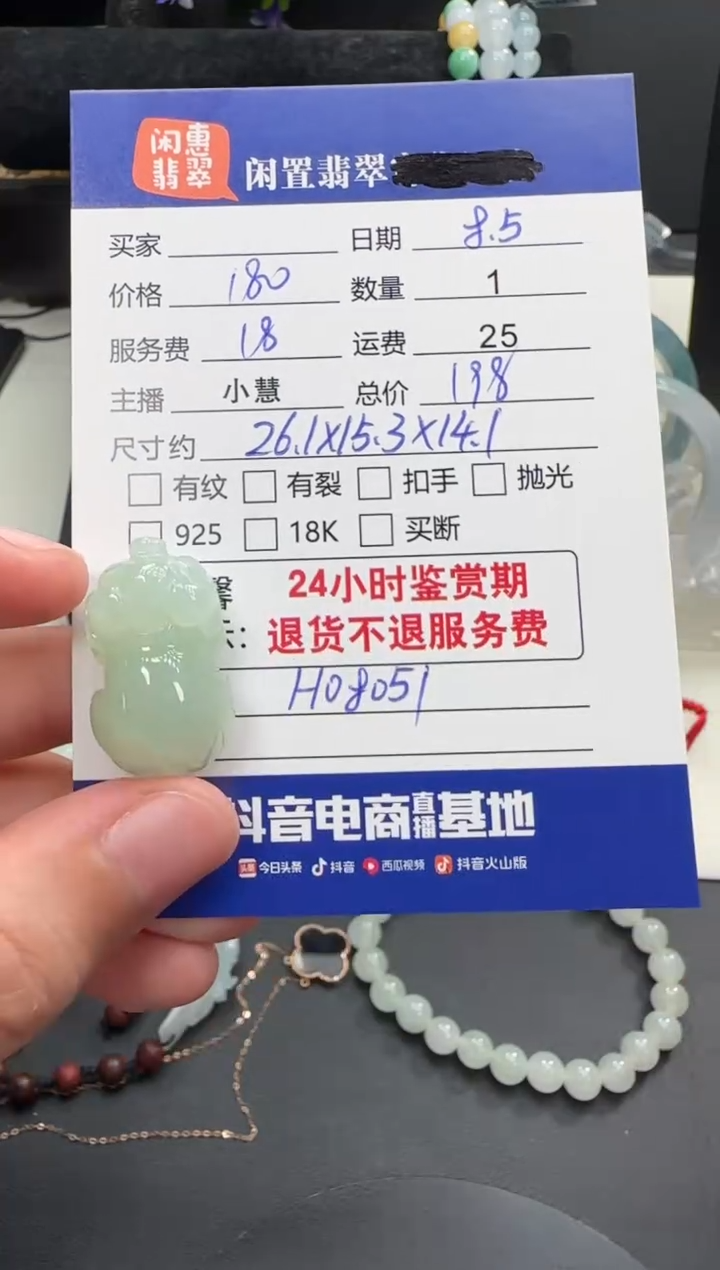 闲惠
翡翠
闲置翡翠
买家 日期 8.5
价格 180 数量 1
服务费 18 运费 25
主播 小慧 总价 198
尺寸约 26.1X15.3X14.1
有纹 有裂 扣手 抛光
925 18K 买断
24小时鉴赏期
退货不退服务费
H08051
抖音电商直播基地
头条 今日头条 抖音 西瓜视频 抖音火山版